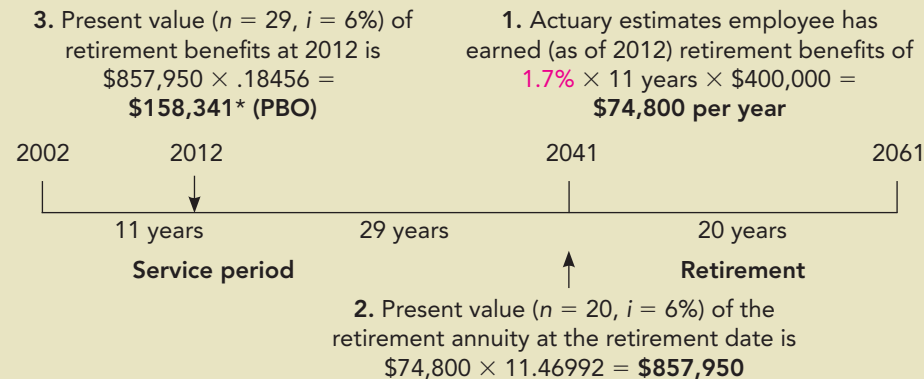 3. Present value (n = 29, i = 6%) of
retirement benefits at 2012 is
$857,950 × .18456 =
$158,341* (PBO)
1. Actuary estimates employee has
earned (as of 2012) retirement benefits of
1.7% × 11 years × $400,000 =
$74,800 per year
2002 2012 2041 2061
11 years 29 years 20 years
Service period Retirement
2. Present value (n = 20, i = 6%) of the
retirement annuity at the retirement date is
$74,800 × 11.46992 = $857,950